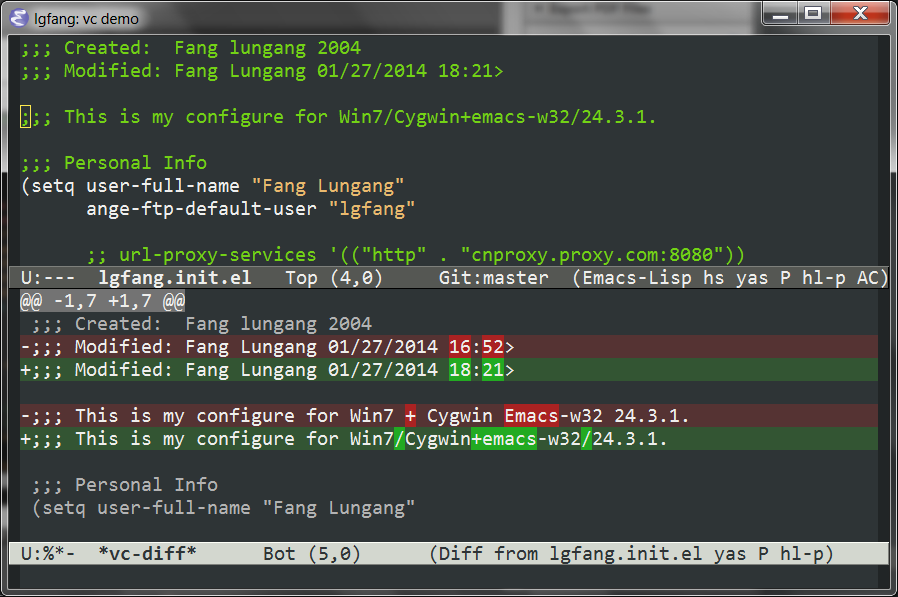 lgfang: vc demo
;;; Created:  Fang lungang 2004
;;; Modified: Fang Lungang 01/27/2014 18:21>
;;; This is my configure for Win7/Cygwin+emacs-w32/24.3.1.
;;; Personal Info
(setq user-full-name "Fang Lungang"
      ange-ftp-default-user "lgfang"
      ;; url-proxy-services '(("http" . "cnproxy.proxy.com:8080"))
U:---  lgfang.init.el   Top (4,0)     Git:master  (Emacs-Lisp hs yas P hl-p AC)
@@ -1,7 +1,7 @@
 ;;; Created:  Fang lungang 2004
-;;; Modified: Fang Lungang 01/27/2014 16:52>
+;;; Modified: Fang Lungang 01/27/2014 18:21>
-;;; This is my configure for Win7 + Cygwin Emacs-w32 24.3.1.
+;;; This is my configure for Win7/Cygwin+emacs-w32/24.3.1.
 ;;; Personal Info
 (setq user-full-name "Fang Lungang"
U:%*-  *vc-diff*      Bot (5,0)      (Diff from lgfang.init.el yas P hl-p)